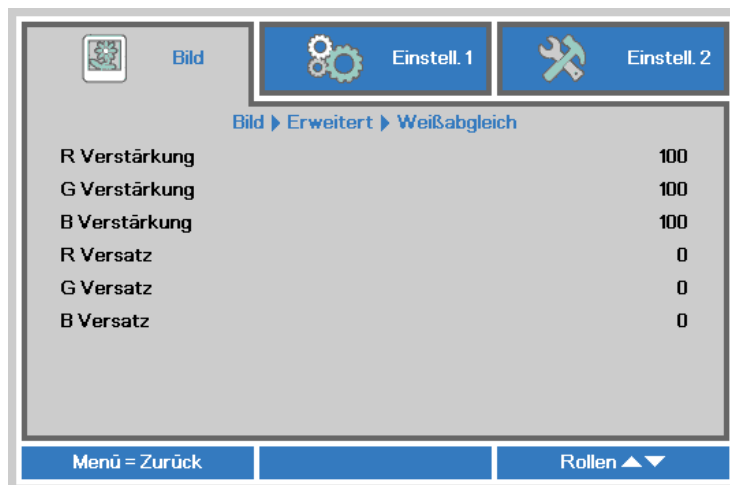 Bild
Einstell. 1
Einstell. 2
Bild ▶ Erweitert ▶ Weißabgleich
R Verstärkung 100
G Verstärkung 100
B Verstärkung 100
R Versatz 0
G Versatz 0
B Versatz 0
Menü = Zurück
Rollen ▲▼